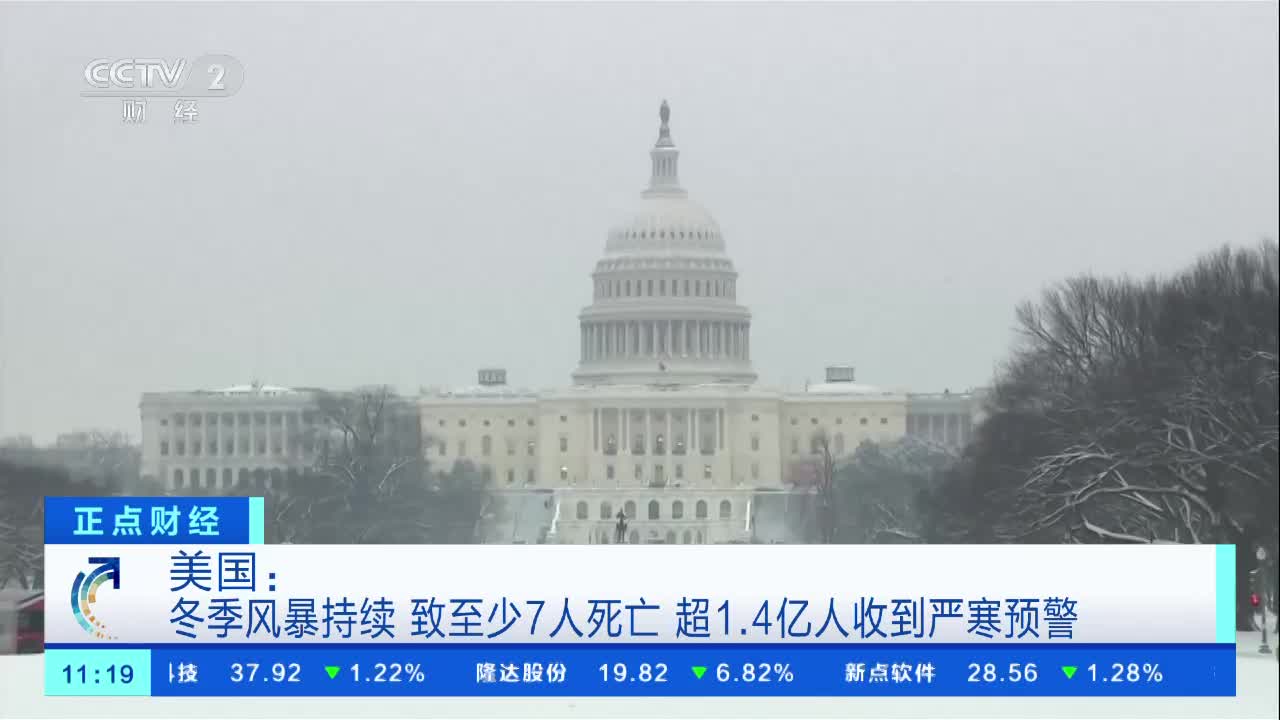 CCTV 2
财经
正点财经
美国：
冬季风暴持续 致至少7人死亡 超1.4亿人收到严寒预警
11:19 科技 37.92 ▼1.22% 隆达股份 19.82 ▼6.82% 新点软件 28.56 ▼1.28%